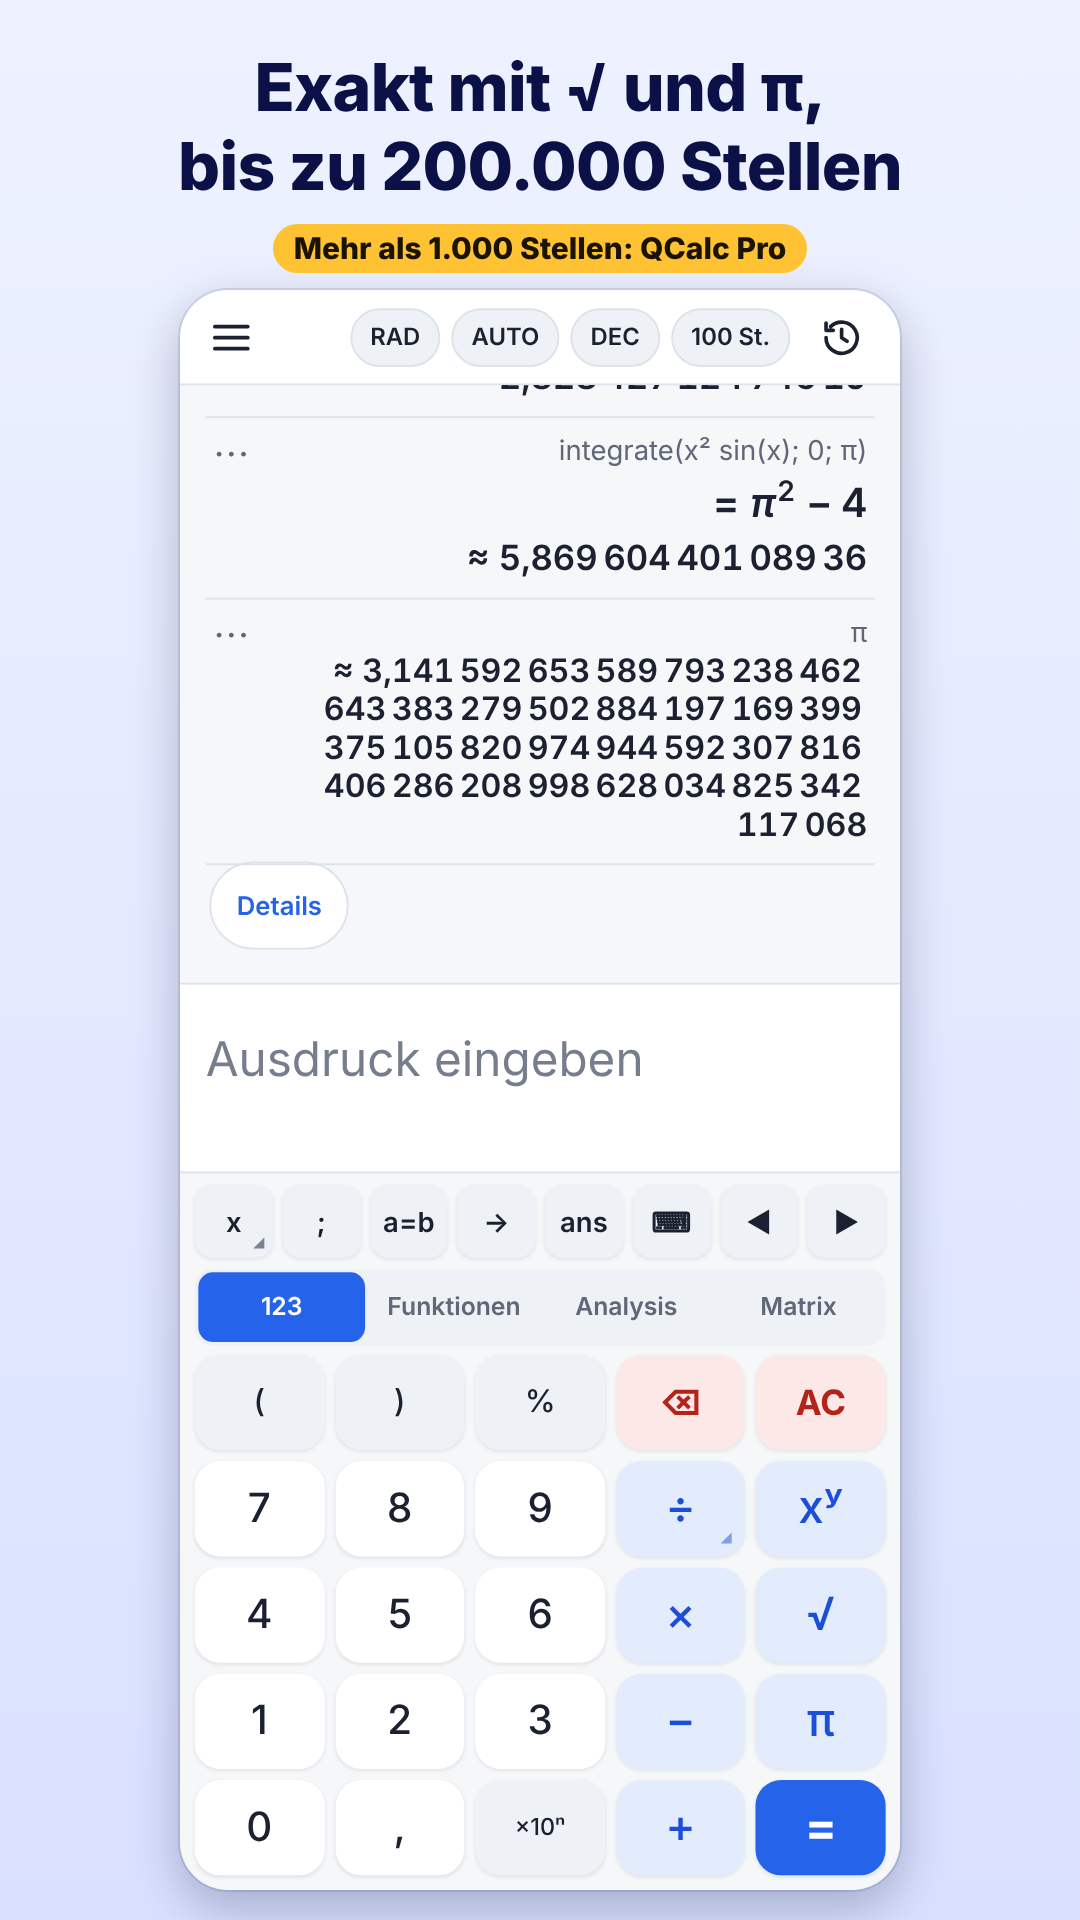 Exakt mit √ und π,
bis zu 200.000 Stellen
Mehr als 1.000 Stellen: QCalc Pro
RAD AUTO DEC 100 St.
... integrate(x² sin(x); 0; π)
= π² − 4
≈ 5,869 604 401 089 36
... π
≈ 3,141 592 653 589 793 238 462
643 383 279 502 884 197 169 399
375 105 820 974 944 592 307 816
406 286 208 998 628 034 825 342
117 068
Details
Ausdruck eingeben
x ; a=b → ans ⌨ ◀ ▶
123 Funktionen Analysis Matrix
( ) % ⌫ AC
7 8 9 ÷ xʸ
4 5 6 × √
1 2 3 − π
0 , ×10ⁿ + =